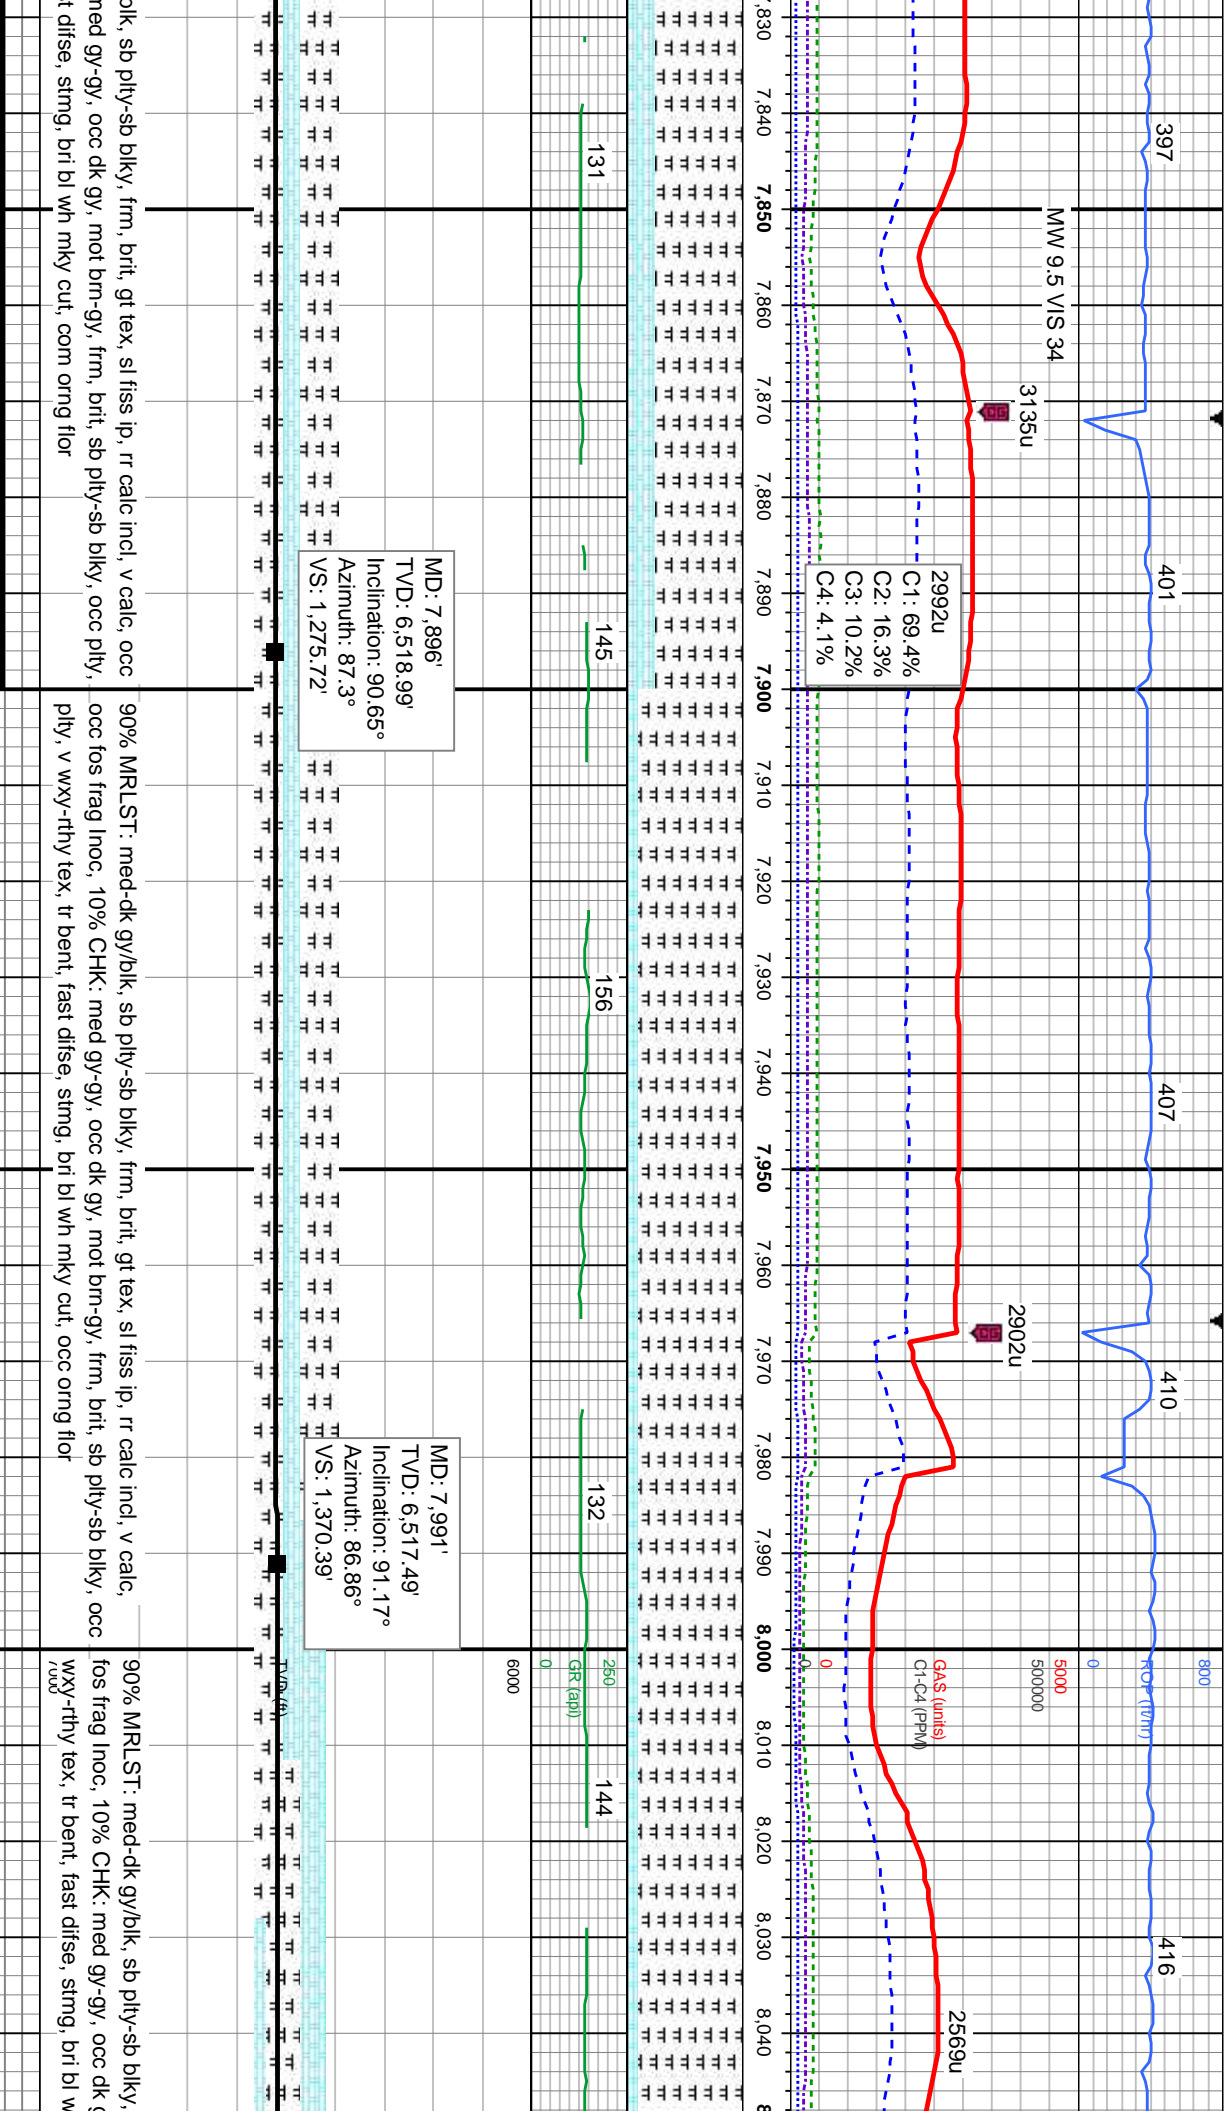 800
ROP (ft/hr)
0
397
401
407
410
416
5000
500000
GAS (units)
C1-C4 (PPM)
0
0
MW 9.5 VIS 34
3135u
2902u
2569u
2992u
C1: 69.4%
C2: 16.3%
C3: 10.2%
C4: 4.1%
7,830
7,840
7,850
7,860
7,870
7,880
7,890
7,900
7,910
7,920
7,930
7,940
7,950
7,960
7,970
7,980
7,990
8,000
8,010
8,020
8,030
8,040
131
145
156
132
144
250
GR (api)
0
6000
TVD (ft)
7000
MD: 7,896'
TVD: 6,518.99'
Inclination: 90.65°
Azimuth: 87.3°
VS: 1,275.72'
MD: 7,991'
TVD: 6,517.49'
Inclination: 91.17°
Azimuth: 86.86°
VS: 1,370.39'
blk, sb plty-sb blky, frm, brit, gt tex, sl fiss ip, rr calc incl, v calc, occ
med gy-gy, occ dk gy, mot brn-gy, frm, brit, sb plty-sb blky, occ plty,
t difse, stmg, bri bl wh mky cut, com orng flor
90% MRLST: med-dk gy/blk, sb plty-sb blky, frm, brit, gt tex, sl fiss ip, rr calc incl, v calc,
occ fos frag Inoc, 10% CHK: med gy-gy, occ dk gy, mot brn-gy, frm, brit, sb plty-sb blky, occ
plty, v wxy-rthy tex, tr bent, fast difse, stmg, bri bl wh mky cut, occ orng flor
90% MRLST: med-dk gy/blk, sb plty-sb blky,
fos frag Inoc, 10% CHK: med gy-gy, occ dk g
wxy-rthy tex, tr bent, fast difse, stmg, bri bl w